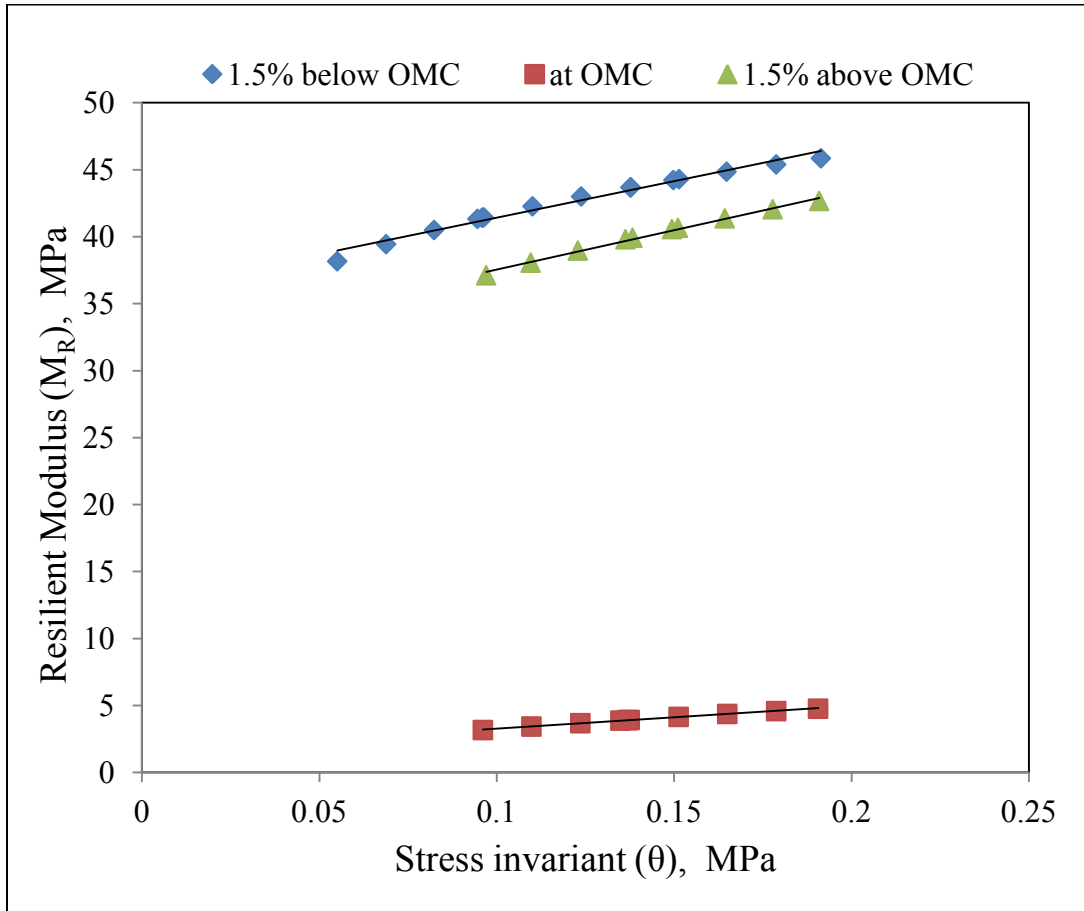 1.5% below OMC at OMC 1.5% above OMC
50
45
40
35
30
25
20
15
10
5
0
Resilient Modulus (MR), MPa
0 0.05 0.1 0.15 0.2 0.25
Stress invariant (θ), MPa